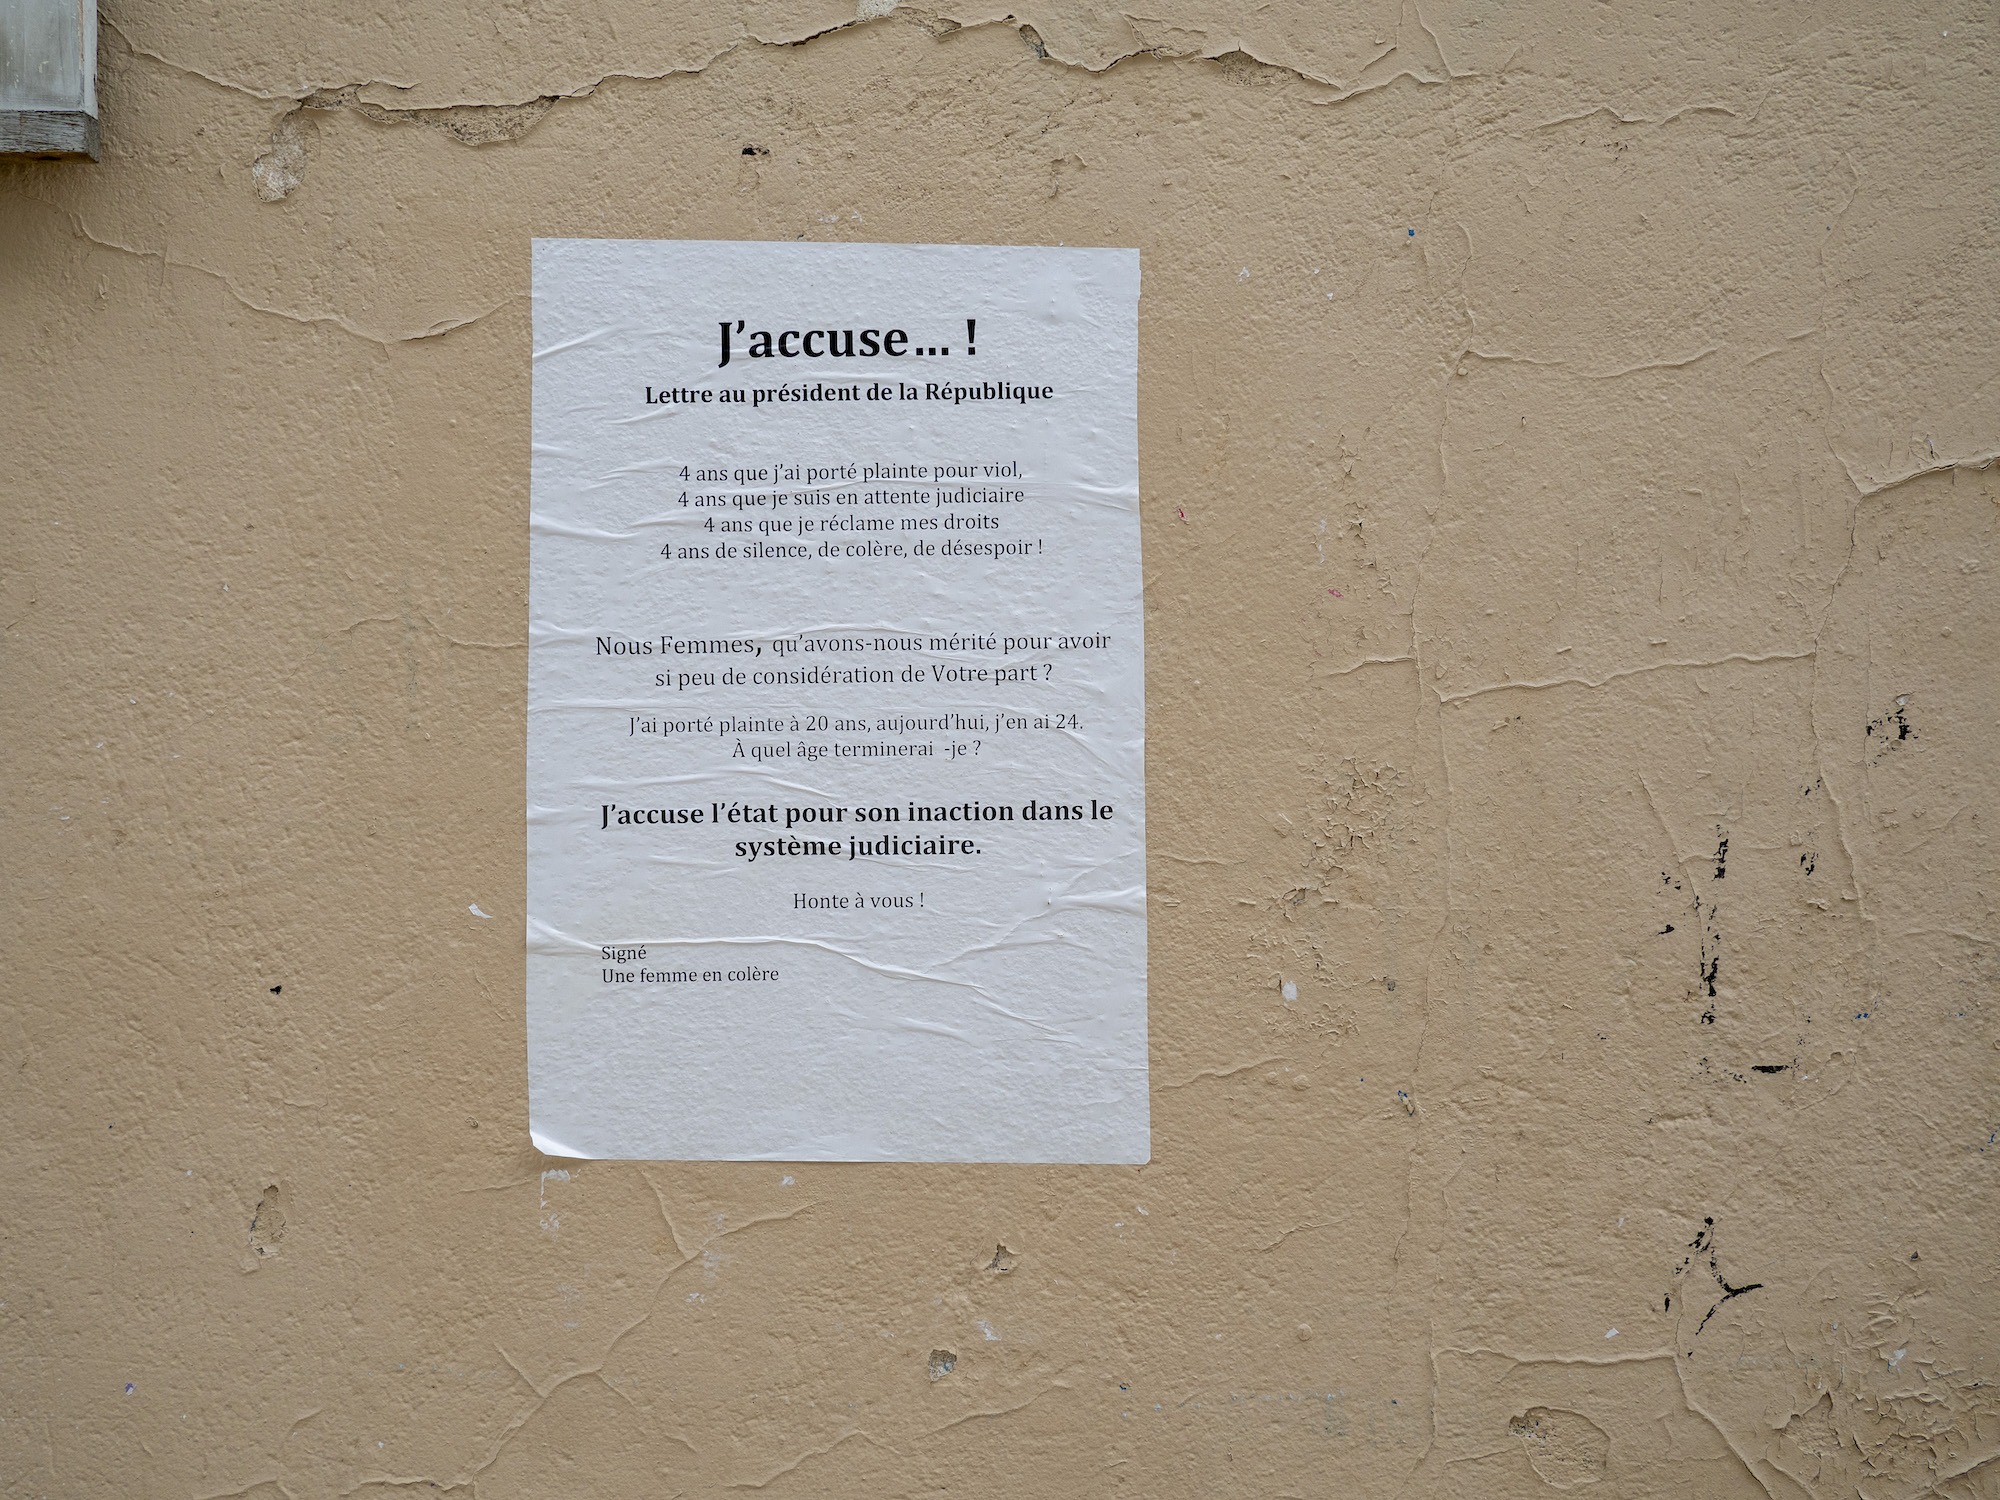 J'accuse… !
Lettre au président de la République
4 ans que j'ai porté plainte pour viol,
4 ans que je suis en attente judiciaire
4 ans que je réclame mes droits
4 ans de silence, de colère, de désespoir !
Nous Femmes, qu'avons-nous mérité pour avoir
si peu de considération de Votre part ?
J'ai porté plainte à 20 ans, aujourd'hui, j'en ai 24.
À quel âge terminerai -je ?
J'accuse l'état pour son inaction dans le
système judiciaire.
Honte à vous !
Signé
Une femme en colère